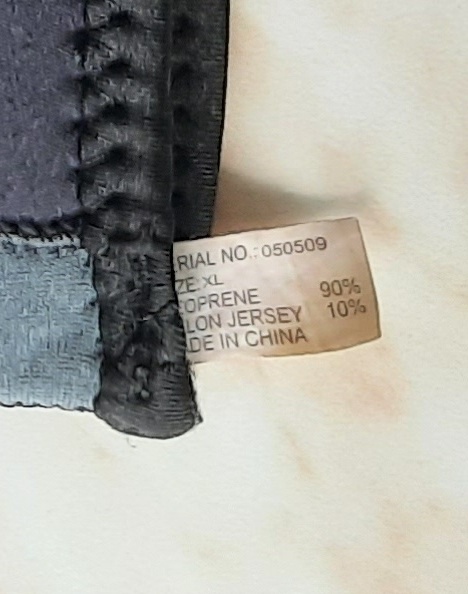 RIAL NO.: 050509
ZE: XL
OPRENE 90%
LON JERSEY 10%
DE IN CHINA